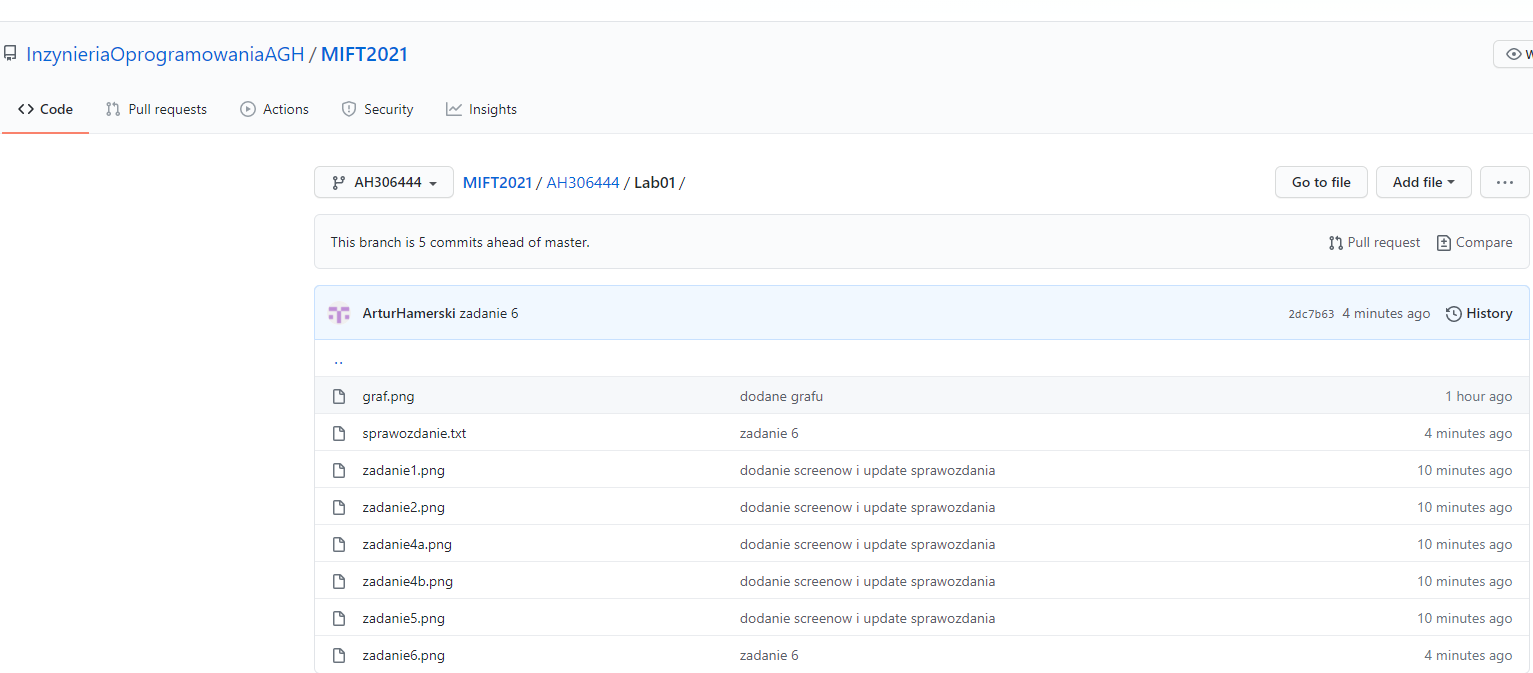 InzynieriaOprogramowaniaAGH / MIFT2021
Code Pull requests Actions Security Insights
AH306444 MIFT2021 / AH306444 / Lab01 / Go to file Add file ...
This branch is 5 commits ahead of master. Pull request Compare
ArturHamerski zadanie 6 2dc7b63 4 minutes ago History
..
graf.png dodane grafu 1 hour ago
sprawozdanie.txt zadanie 6 4 minutes ago
zadanie1.png dodanie screenow i update sprawozdania 10 minutes ago
zadanie2.png dodanie screenow i update sprawozdania 10 minutes ago
zadanie4a.png dodanie screenow i update sprawozdania 10 minutes ago
zadanie4b.png dodanie screenow i update sprawozdania 10 minutes ago
zadanie5.png dodanie screenow i update sprawozdania 10 minutes ago
zadanie6.png zadanie 6 4 minutes ago